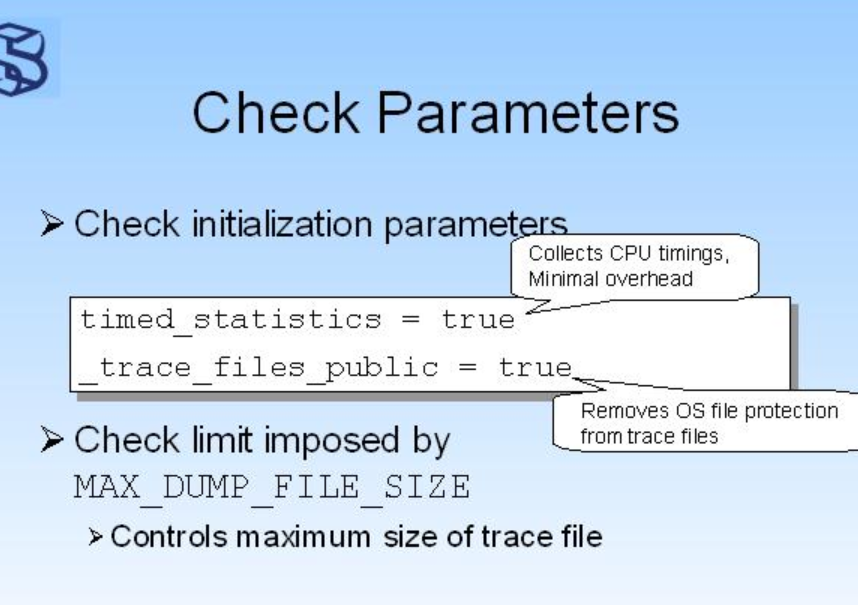 Check Parameters
➢ Check initialization parameters
Collects CPU timings,
Minimal overhead
timed_statistics = true
_trace_files_public = true
Removes OS file protection
from trace files
➢ Check limit imposed by
MAX_DUMP_FILE_SIZE
➢ Controls maximum size of trace file